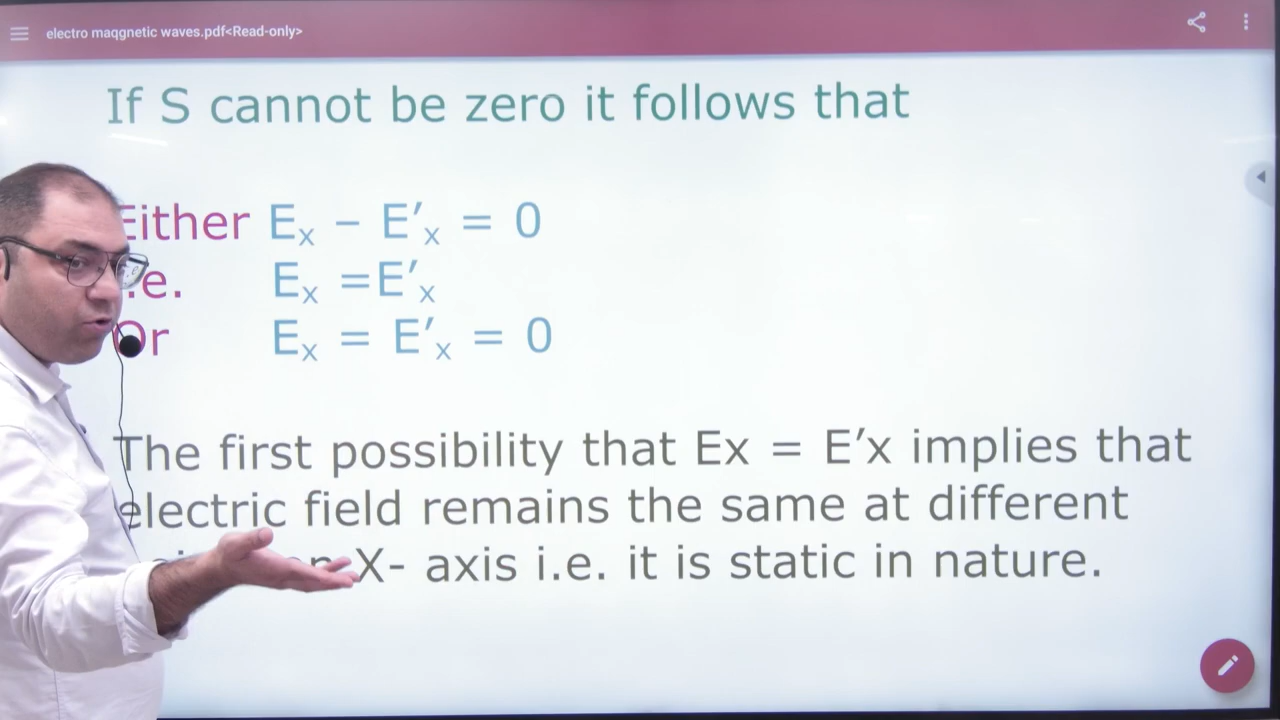 electro maqgnetic waves.pdf<Read-only>
If S cannot be zero it follows that
Either Eₓ – E′ₓ = 0
i.e. Eₓ =E′ₓ
Or Eₓ = E′ₓ = 0
The first possibility that Ex = E′x implies that
electric field remains the same at different
X- axis i.e. it is static in nature.